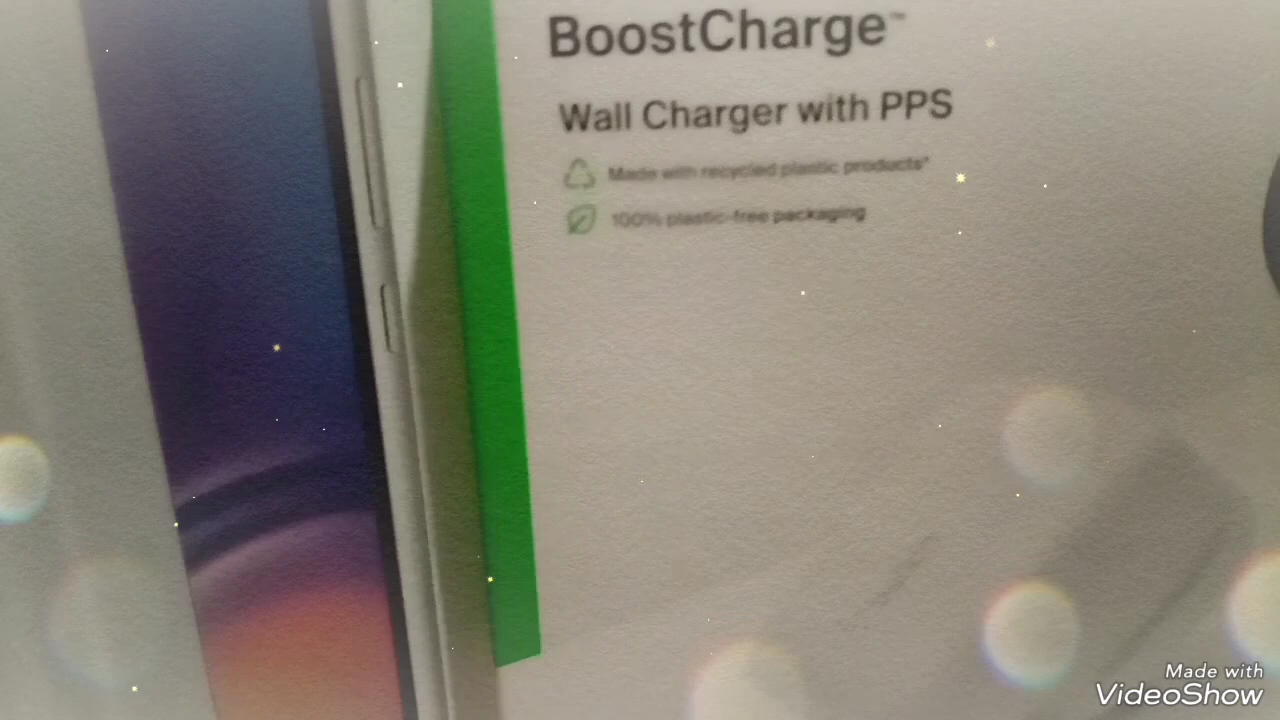 BoostCharge™
Wall Charger with PPS
Made with recycled plastic products*
100% plastic-free packaging
Made with
VideoShow